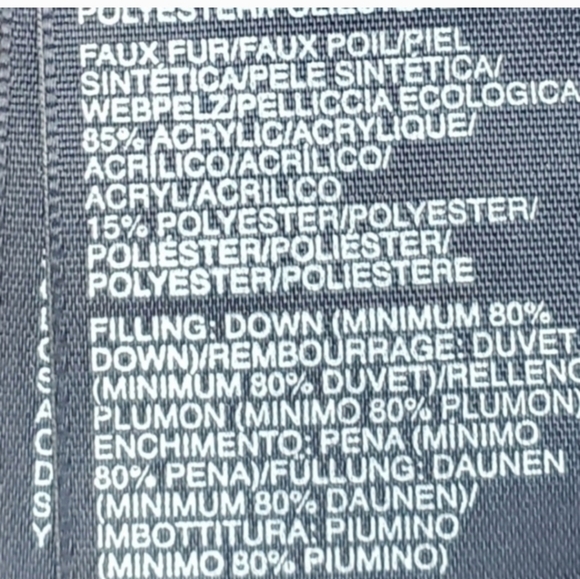 FAUX FUR/FAUX POIL/PIEL
SINTÉTICA/PELE SINTÉTICA/
WEBPELZ/PELLICCIA ECOLOGICA
85% ACRYLIC/ACRYLIQUE/
ACRÍLICO/ACRÍLICO/
ACRYL/ACRILICO
15% POLYESTER/POLYESTER/
POLIÉSTER/POLIÉSTER/
POLYESTER/POLIESTERE
FILLING: DOWN (MINIMUM 80%
DOWN)/REMBOURRAGE: DUVET
(MINIMUM 80% DUVET)/RELLENO
PLUMON (MINIMO 80% PLUMON)
ENCHIMENTO: PENA (MINIMO
80% PENA)/FÜLLUNG: DAUNEN
(MINIMUM 80% DAUNEN)/
IMBOTTITURA: PIUMINO
(MINIMO 80% PIUMINO)